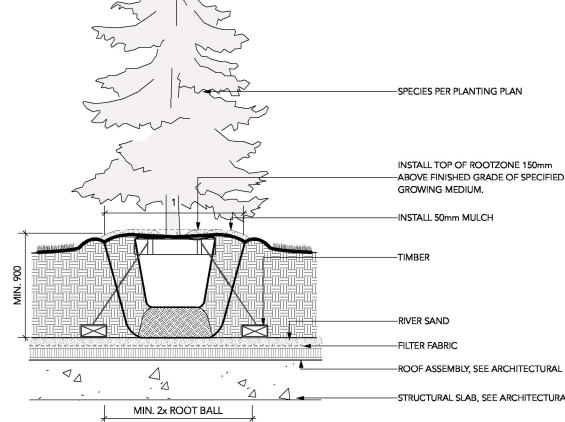 SPECIES PER PLANTING PLAN
INSTALL TOP OF ROOTZONE 150mm
ABOVE FINISHED GRADE OF SPECIFIED
GROWING MEDIUM.
1
INSTALL 50mm MULCH
TIMBER
MIN. 900
RIVER SAND
FILTER FABRIC
ROOF ASSEMBLY, SEE ARCHITECTURAL
STRUCTURAL SLAB, SEE ARCHITECTURA
MIN. 2x ROOT BALL